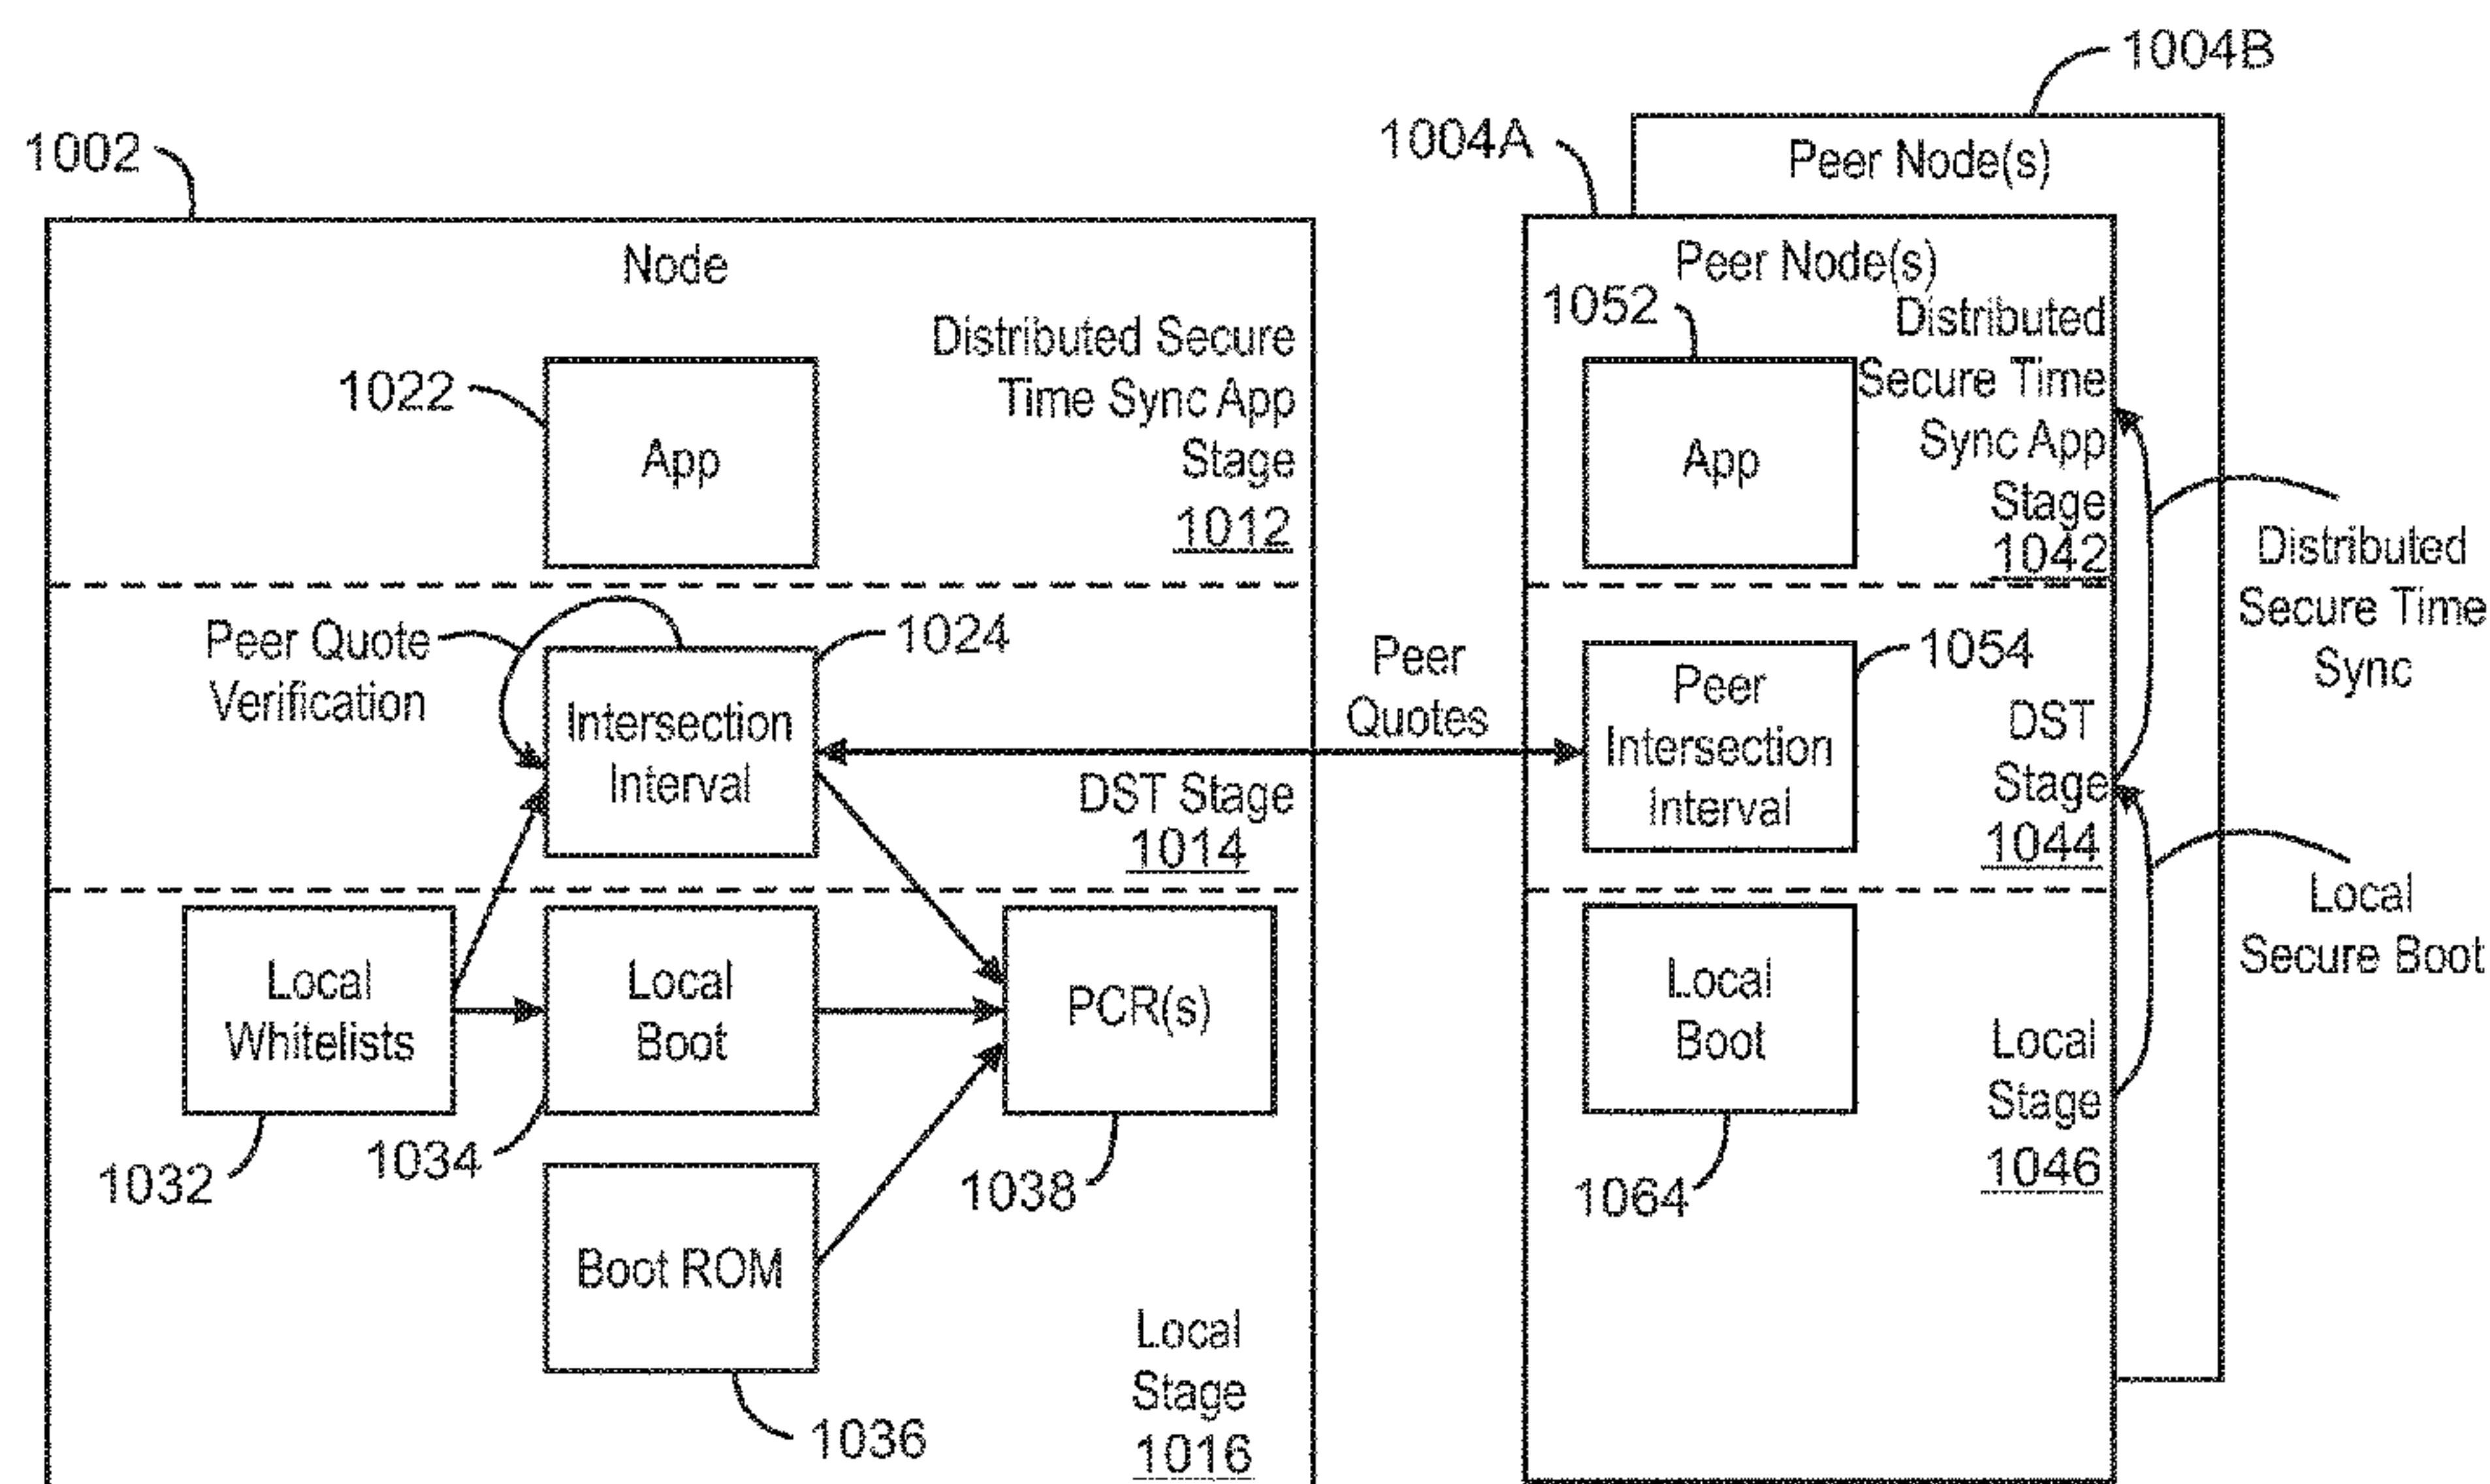 1004B
Peer Node(s)
1004A
1002
Node
Distributed Secure
Time Sync App
Stage
1012
1022
App
Peer Quote
Verification
1024
Intersection
Interval
DST Stage
1014
Local
Whitelists
1032
Local
Boot
1034
PCR(s)
1038
Boot ROM
1036
Local
Stage
1016
Peer
Quotes
Peer Node(s)
1052
Distributed
Secure Time
Sync App
Stage
1042
App
1054
Peer
Intersection
Interval
DST
Stage
1044
Local
Boot
1064
Local
Stage
1046
Distributed
Secure Time
Sync
Local
Secure Boot